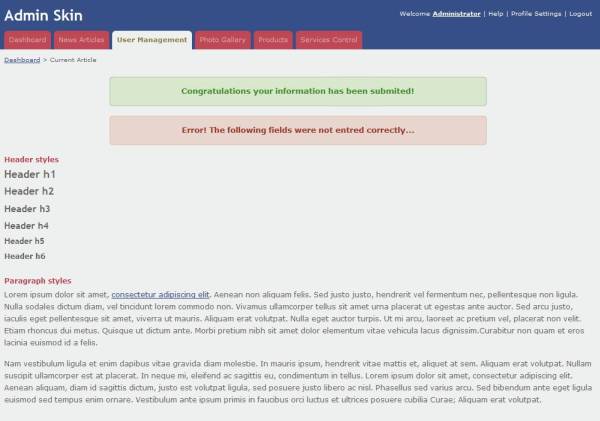 Admin Skin
Welcome Administrator | Help | Profile Settings | Logout
Dashboard News Articles User Management Photo Gallery Products Services Control
Dashboard > Current Article
Congratulations your information has been submited!
Error! The following fields were not entred correctly...
Header styles
Header h1
Header h2
Header h3
Header h4
Header h5
Header h6
Paragraph styles
Lorem ipsum dolor sit amet, consectetur adipiscing elit. Aenean non aliquam felis. Sed justo justo, hendrerit vel fermentum nec, pellentesque non ligula.
Nulla sodales dictum diam, vel tincidunt lorem commodo non. Vivamus ullamcorper tellus sit amet urna placerat ut egestas ante auctor. Sed arcu justo,
iaculis eget pellentesque sit amet, viverra ut mauris. Aliquam erat volutpat. Nulla eget auctor turpis. Ut mi arcu, laoreet ac pretium vel, placerat non velit.
Etiam rhoncus dui metus. Quisque ut dictum ante. Morbi pretium nibh sit amet dolor elementum vitae vehicula lacus dignissim.Curabitur non quam et eros
lacinia euismod id a felis.
Nam vestibulum ligula et enim dapibus vitae gravida diam molestie. In mauris ipsum, hendrerit vitae mattis et, aliquet at sem. Aliquam erat volutpat. Nullam
suscipit ullamcorper est at placerat. In neque mi, eleifend ac sagittis eu, condimentum in tellus. Lorem ipsum dolor sit amet, consectetur adipiscing elit.
Aenean aliquam, diam id sagittis dictum, justo est volutpat ligula, sed posuere justo libero ac nisl. Phasellus sed varius arcu. Sed bibendum ante eget ligula
euismod sed tempus enim ornare. Vestibulum ante ipsum primis in faucibus orci luctus et ultrices posuere cubilia Curae; Aliquam erat volutpat.